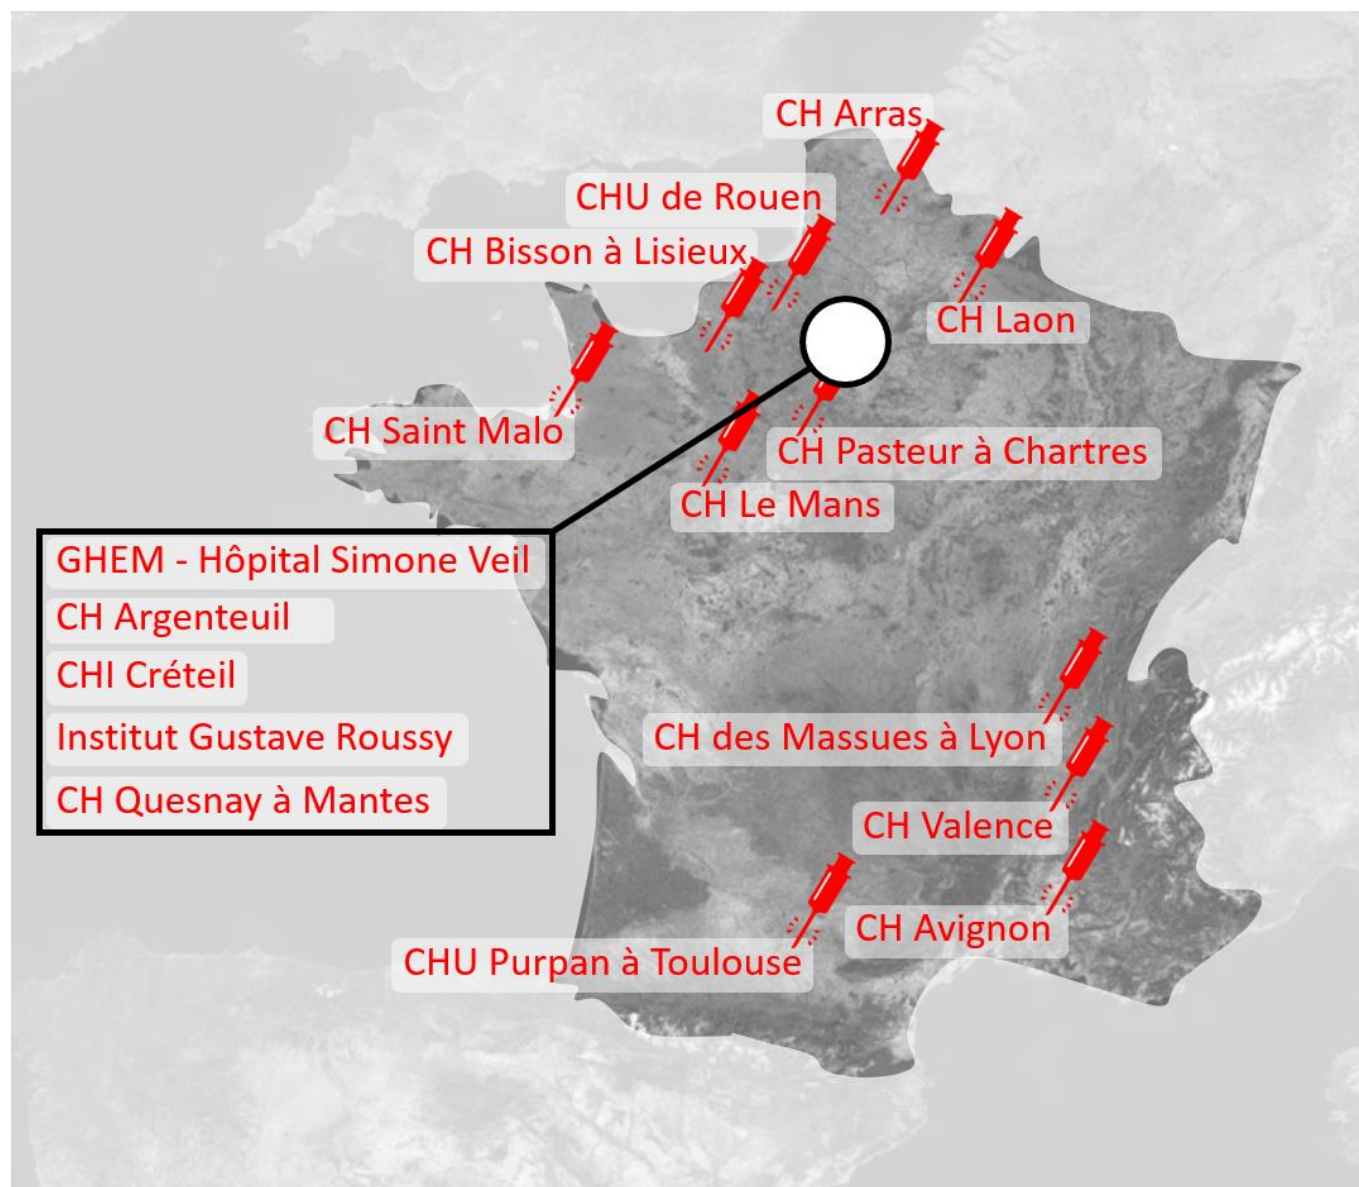 CH Arras
CHU de Rouen
CH Bisson à Lisieux
CH Laon
CH Saint Malo
CH Pasteur à Chartres
CH Le Mans
GHEM - Hôpital Simone Veil
CH Argenteuil
CHI Créteil
Institut Gustave Roussy
CH Quesnay à Mantes
CH des Massues à Lyon
CH Valence
CH Avignon
CHU Purpan à Toulouse